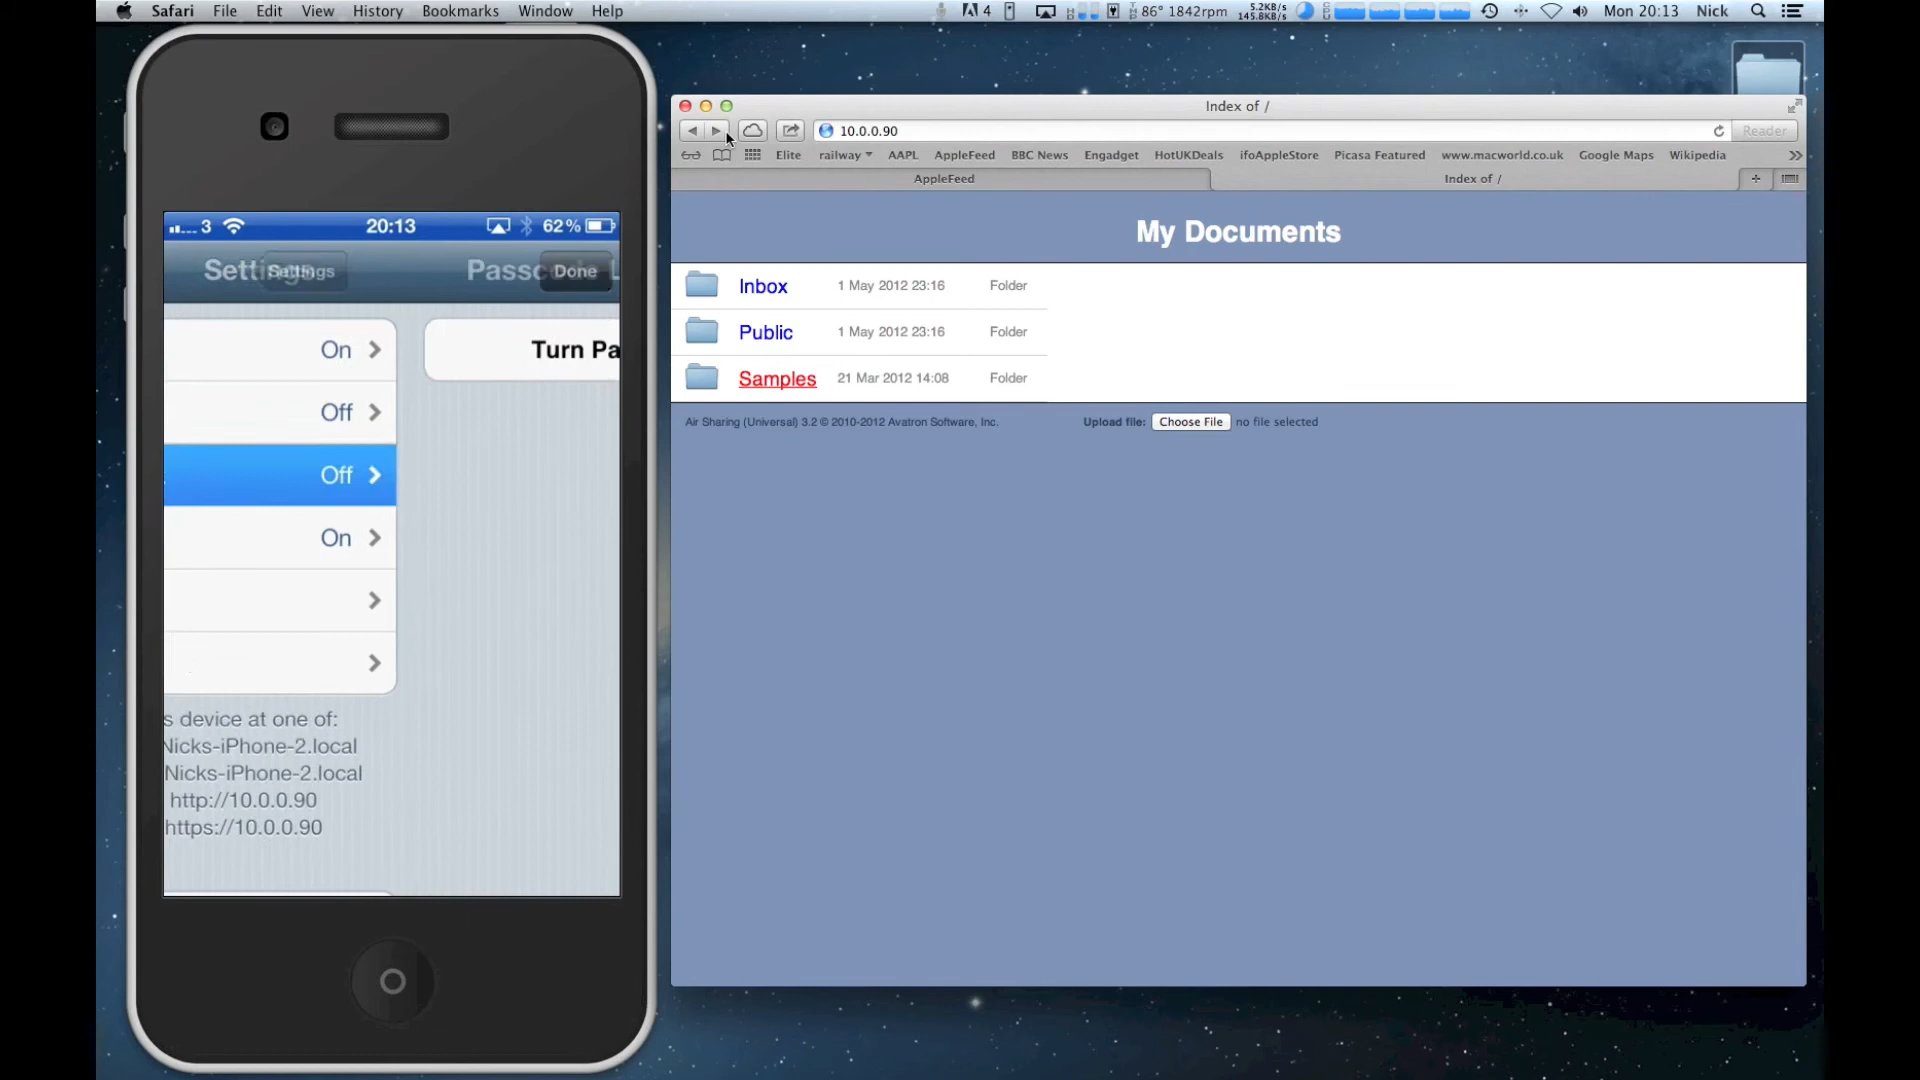 Safari File Edit View History Bookmarks Window Help
4 86° 1842rpm 5.2KB/s 145.8KB/s Mon 20:13 Nick
Index of /
10.0.0.90 Reader
Elite railway AAPL AppleFeed BBC News Engadget HotUKDeals ifoAppleStore Picasa Featured www.macworld.co.uk Google Maps Wikipedia
AppleFeed Index of /
My Documents
Inbox 1 May 2012 23:16 Folder
Public 1 May 2012 23:16 Folder
Samples 21 Mar 2012 14:08 Folder
Air Sharing (Universal) 3.2 © 2010-2012 Avatron Software, Inc. Upload file: Choose File no file selected
3 20:13 62%
Settings Done
On
Turn Pa
Off
Off
On
s device at one of:
Nicks-iPhone-2.local
Nicks-iPhone-2.local
http://10.0.0.90
https://10.0.0.90